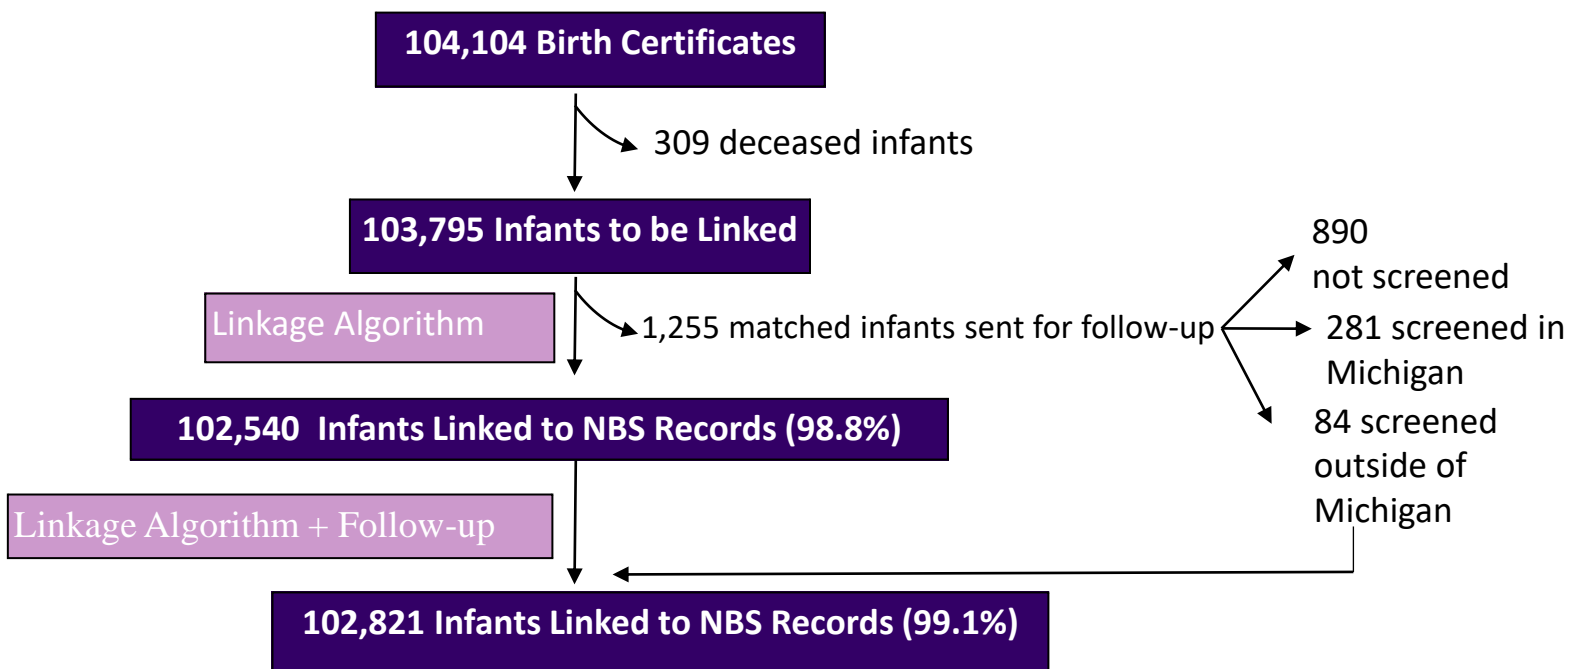 104,104 Birth Certificates
309 deceased infants
103,795 Infants to be Linked
890
not screened
Linkage Algorithm
1,255 matched infants sent for follow-up
281 screened in
Michigan
102,540 Infants Linked to NBS Records (98.8%)
84 screened
outside of
Michigan
Linkage Algorithm + Follow-up
102,821 Infants Linked to NBS Records (99.1%)